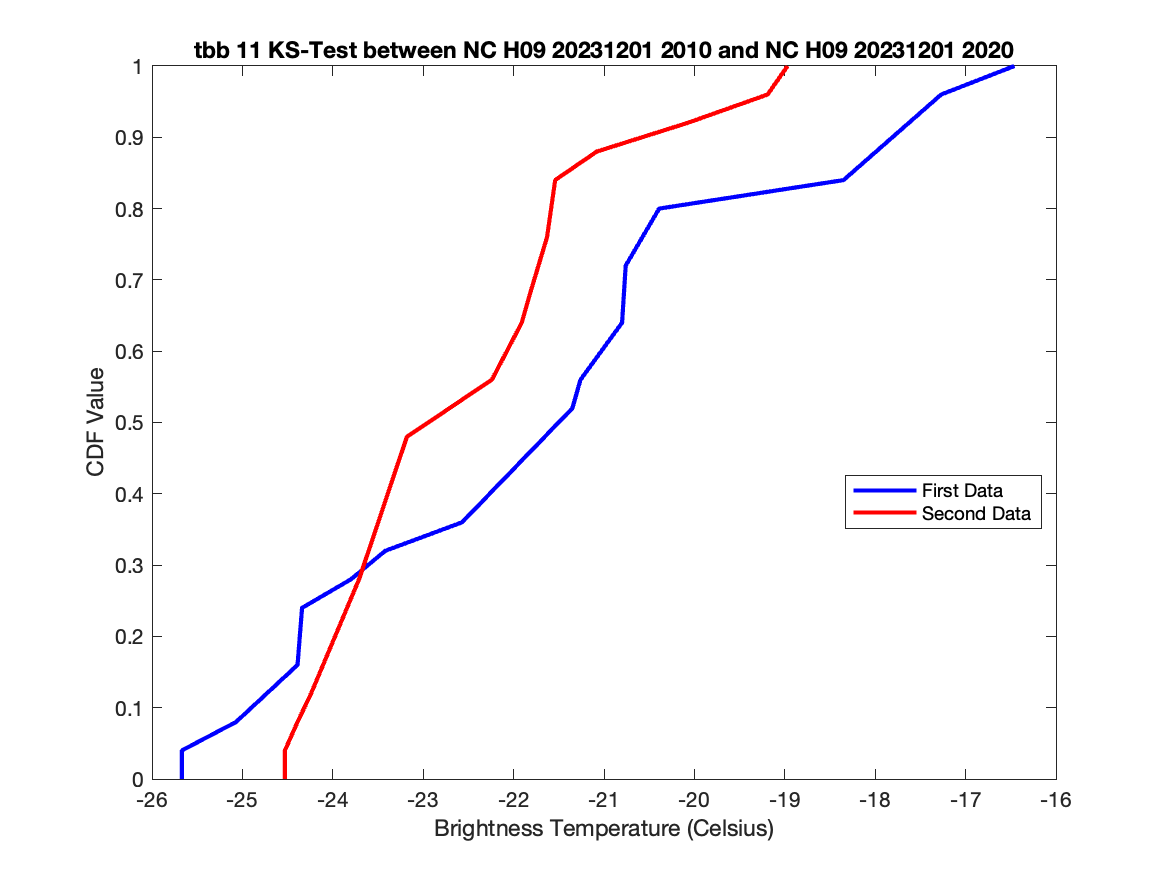 tbb 11 KS-Test between NC H09 20231201 2010 and NC H09 20231201 2020
1
0.9
0.8
0.7
0.6
0.5
0.4
0.3
0.2
0.1
0
CDF Value
First Data
Second Data
-26 -25 -24 -23 -22 -21 -20 -19 -18 -17 -16
Brightness Temperature (Celsius)